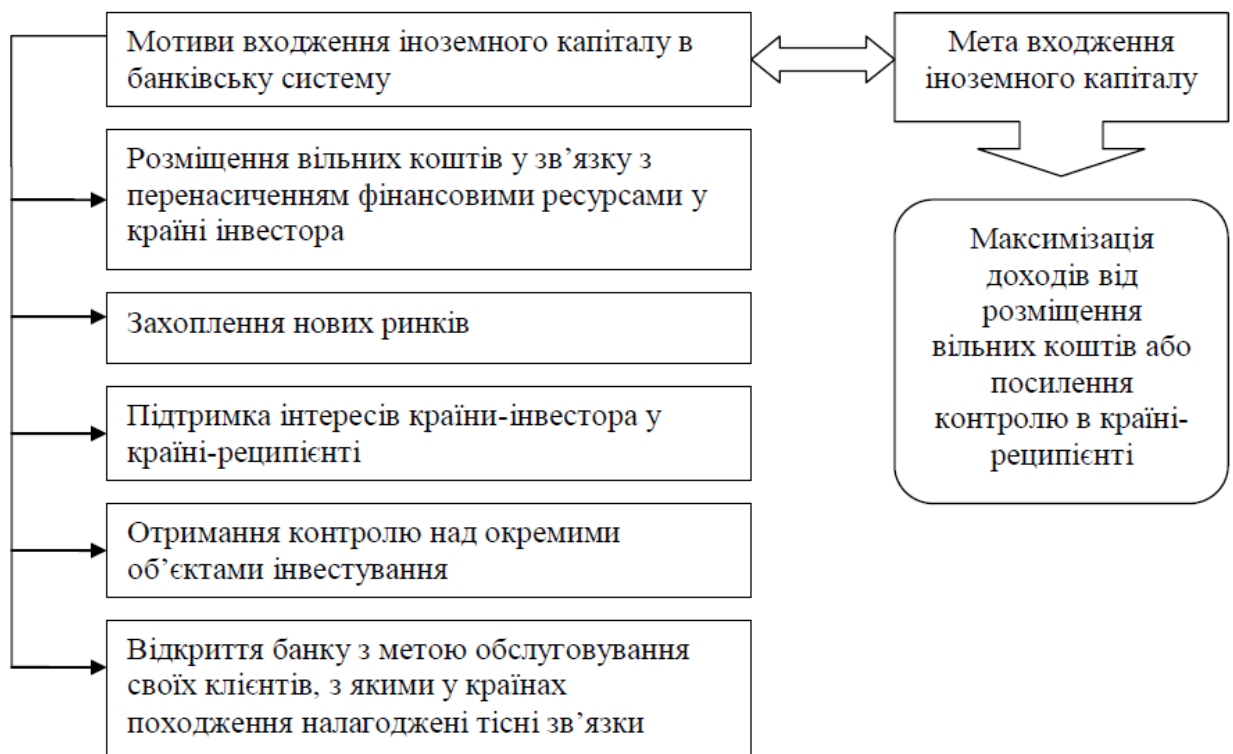 Мотиви входження іноземного капіталу в
банківську систему
Мета входження
іноземного капіталу
Розміщення вільних коштів у зв’язку з
перенасиченням фінансовими ресурсами у
країні інвестора
Захоплення нових ринків
Підтримка інтересів країни-інвестора у
країні-реципієнті
Отримання контролю над окремими
об’єктами інвестування
Відкриття банку з метою обслуговування
своїх клієнтів, з якими у країнах
походження налагоджені тісні зв’язки
Максимізація
доходів від
розміщення
вільних коштів або
посилення
контролю в країні-
реципієнті